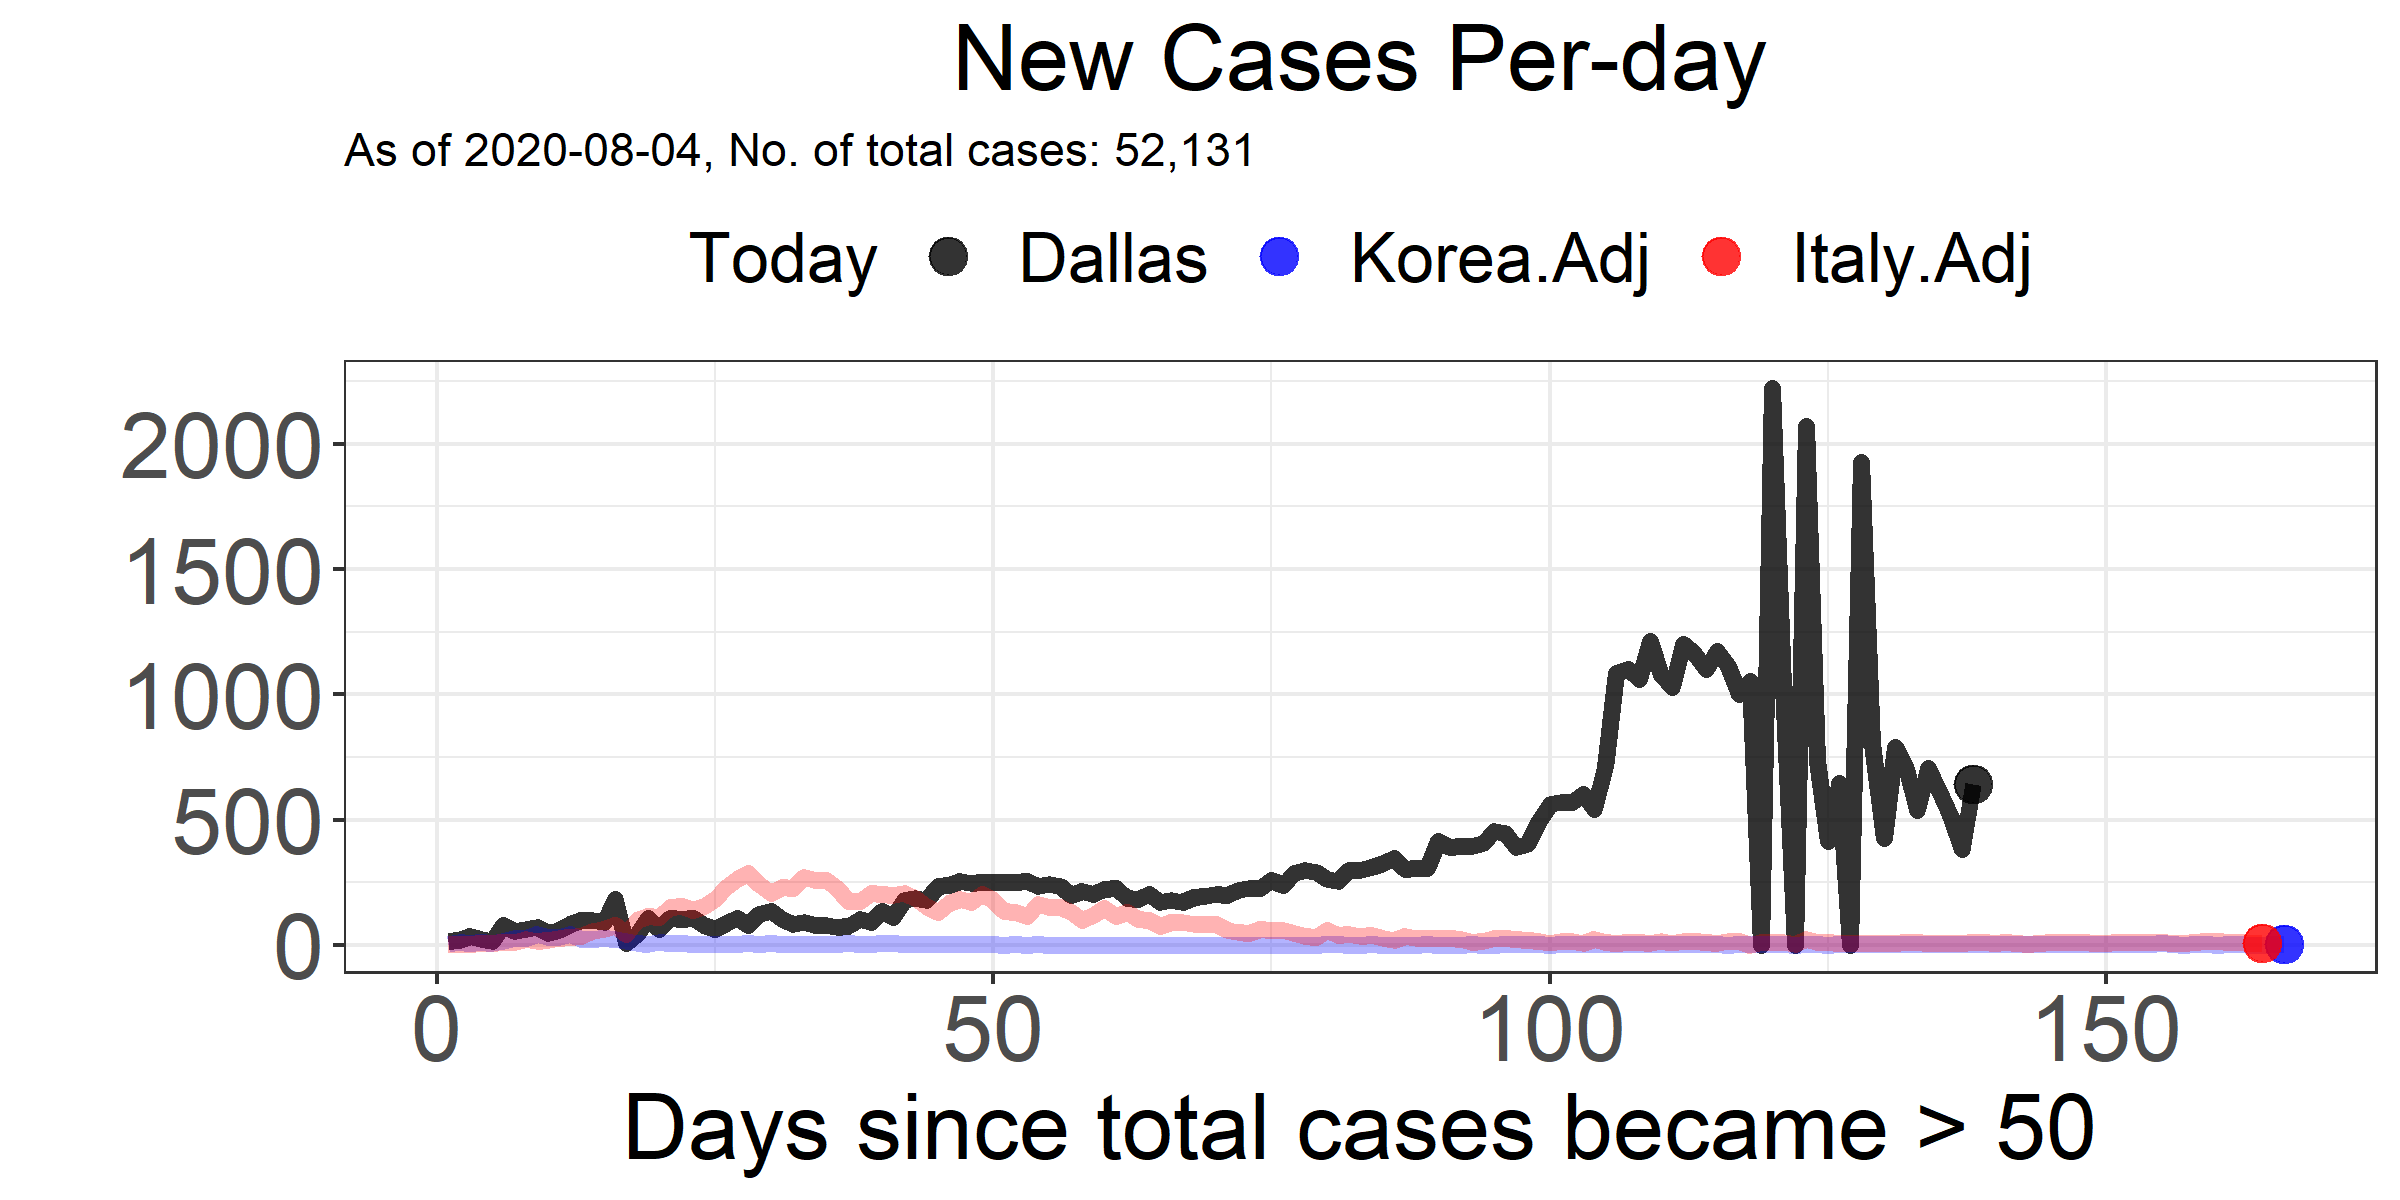 New Cases Per-day
As of 2020-08-04, No. of total cases: 52,131
Today Dallas Korea.Adj Italy.Adj
2000
1500
1000
500
0
0 50 100 150
Days since total cases became > 50